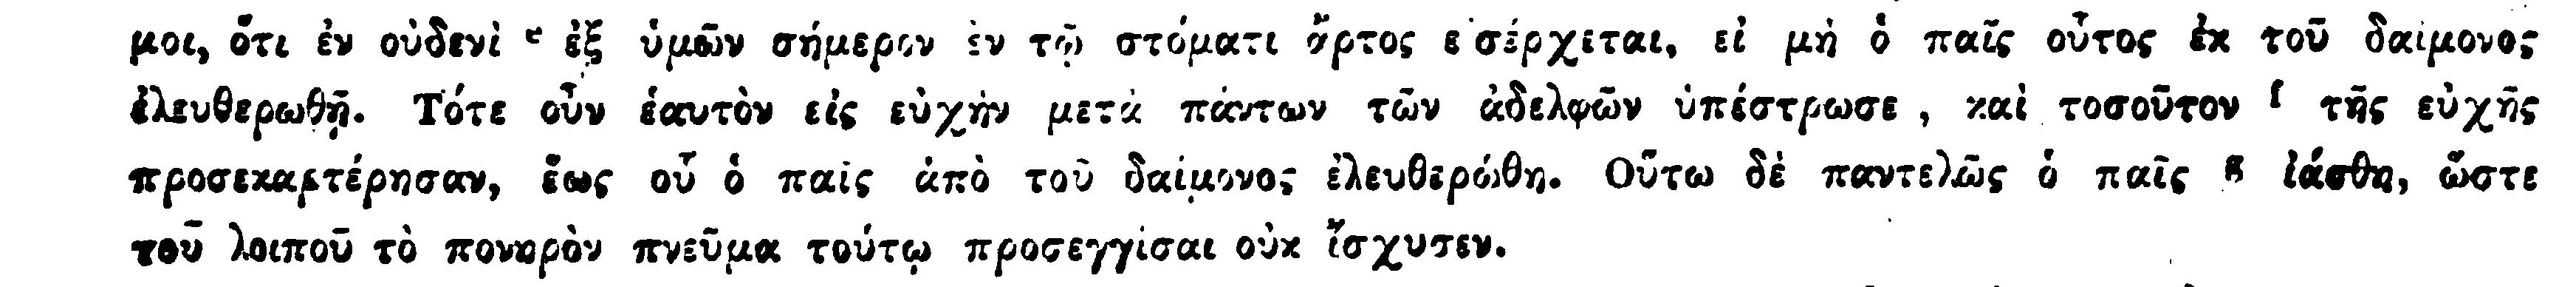 μοι, ὅτι ἐν οὐδενὶ ᵉ ἐξ ὑμῶν σήμερον ἐν τῷ στόματι ἄρτος εἰσέρχεται, εἰ μὴ ὁ παῖς οὗτος ἐκ τοῦ δαίμονος
ἐλευθερωθῇ. Τότε οὖν ἑαυτὸν εἰς εὐχὴν μετὰ πάντων τῶν ἀδελφῶν ὑπέστρωσε, καὶ τοσοῦτον ᶠ τῆς εὐχῆς
προσεκαρτέρησαν, ἕως οὗ ὁ παῖς ἀπὸ τοῦ δαίμονος ἐλευθερώθη. Οὕτω δὲ παντελῶς ὁ παῖς ᵍ ἰάσθη, ὥστε
τοῦ λοιποῦ τὸ πονηρὸν πνεῦμα τούτῳ προσεγγίσαι οὐκ ἴσχυσεν.